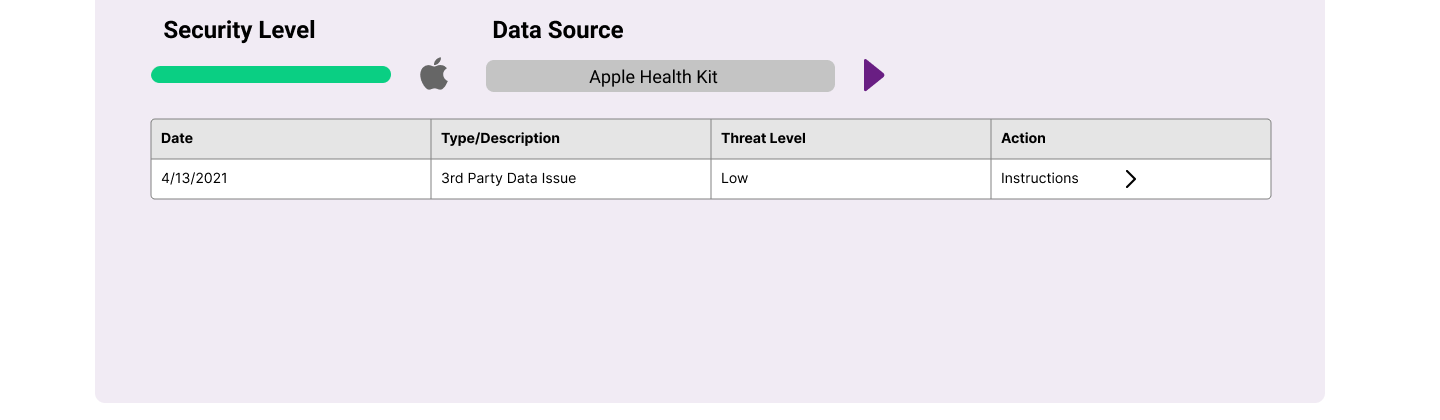 Security Level Data Source
Apple Health Kit
Date Type/Description Threat Level Action
4/13/2021 3rd Party Data Issue Low Instructions